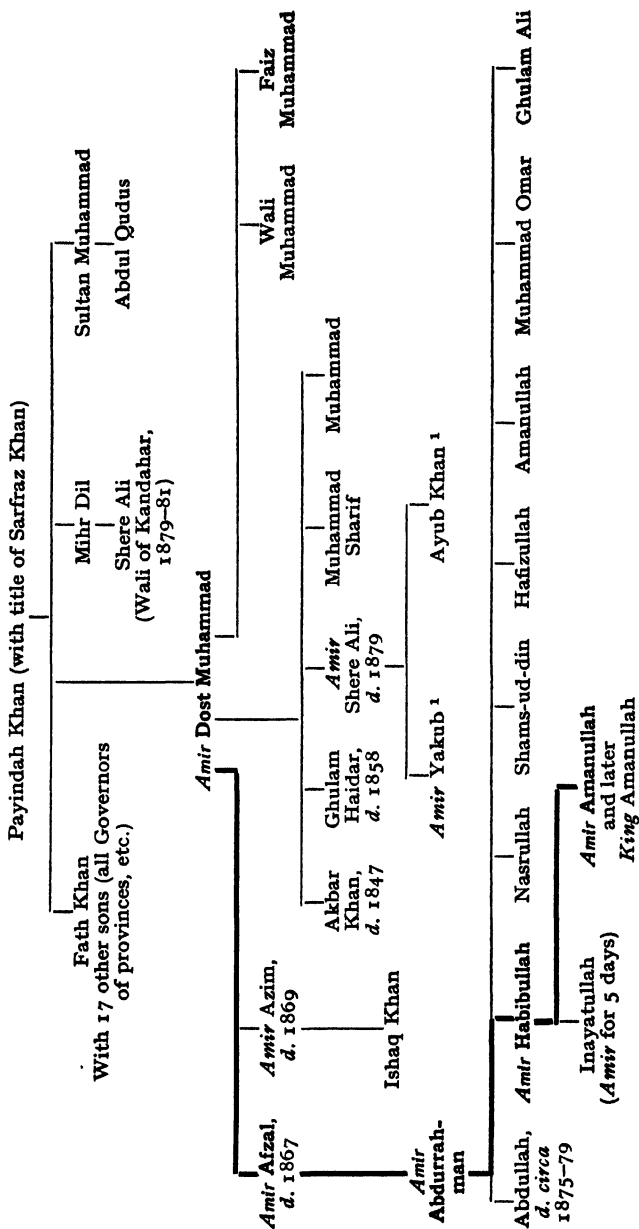 Payindah Khan (with title of Sarfraz Khan)
Fath Khan
With 17 other sons (all Governors
of provinces, etc.)
Mihr Dil
Shere Ali
(Wali of Kandahar,
1879–81)
Sultan Muhammad
Abdul Qudus
Amir Dost Muhammad
Amir Afzal,
d. 1867
Amir Azim,
d. 1869
Ishaq Khan
Akbar
Khan,
d. 1847
Ghulam
Haidar,
d. 1858
Amir
Shere Ali,
d. 1879
Muhammad
Sharif
Muhammad
Wali
Muhammad
Faiz
Muhammad
Amir Yakub ¹
Ayub Khan ¹
Amir
Abdurrah-
man
Abdullah,
d. circa
1875–79
Amir Habibullah
Nasrullah
Shams-ud-din
Hafizullah
Amanullah
Muhammad Omar
Ghulam Ali
Inayatullah
(Amir for 5 days)
Amir Amanullah
and later
King Amanullah